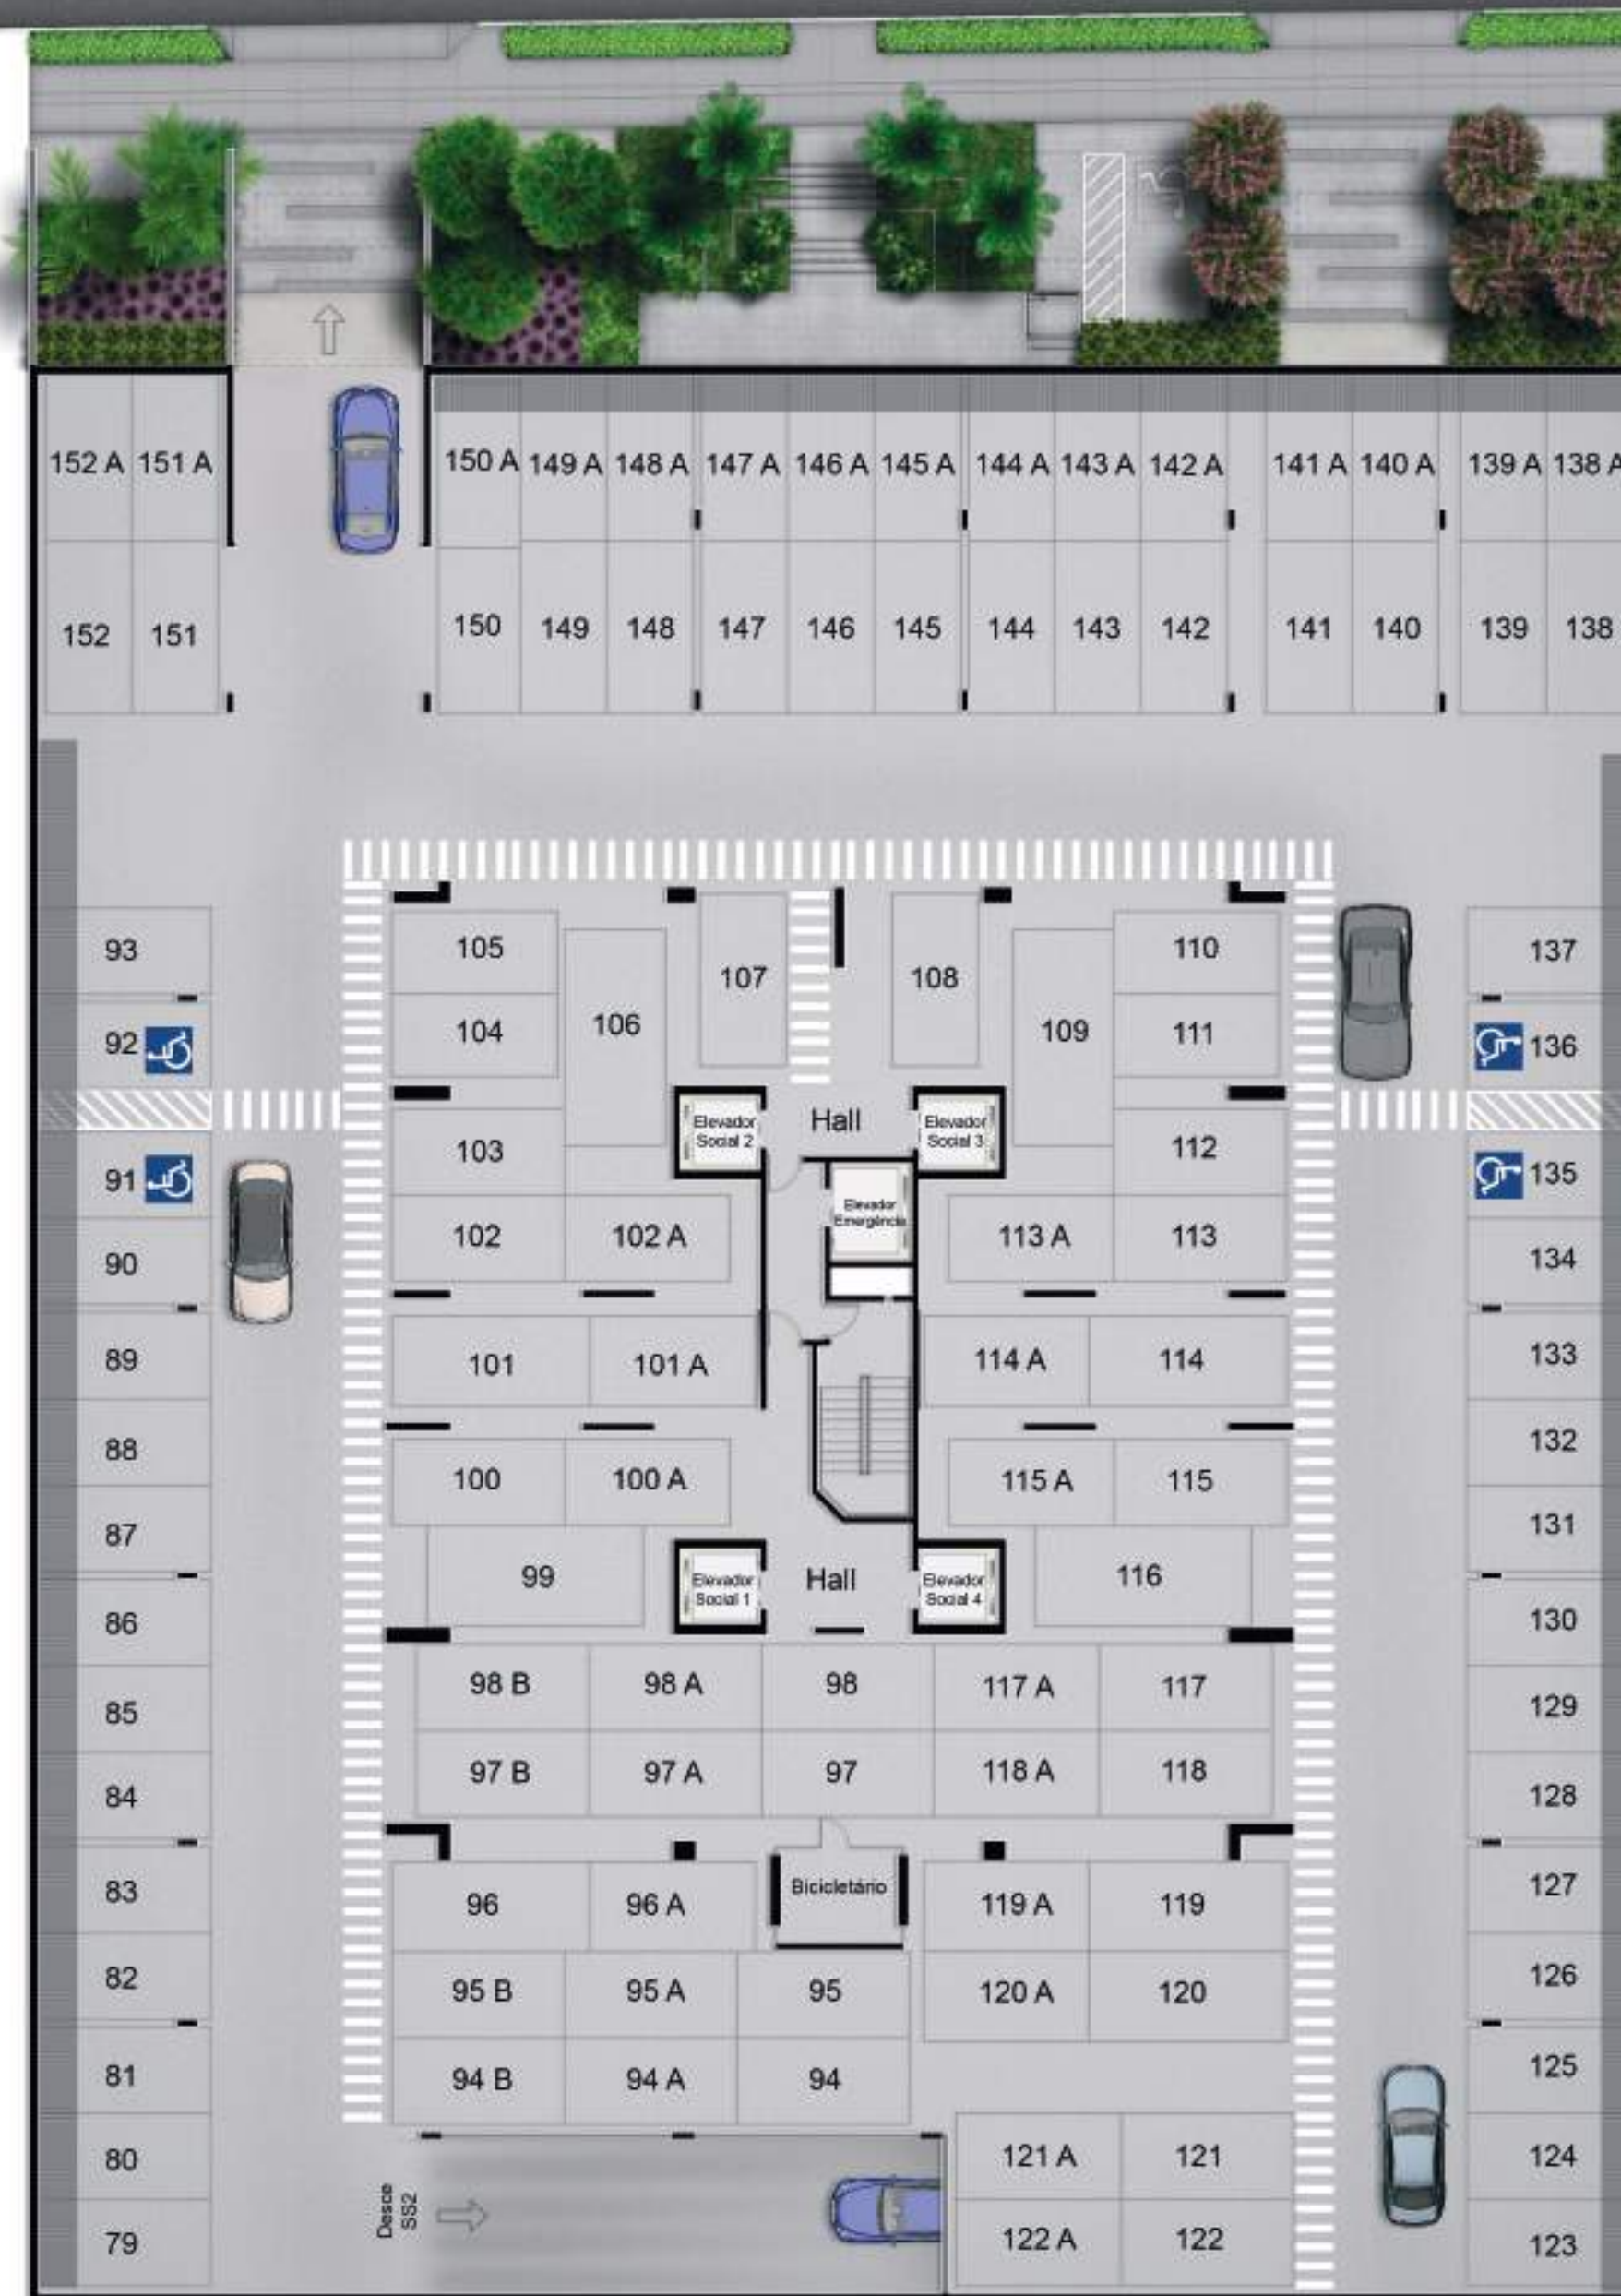 152 A 151 A 150 A 149 A 148 A 147 A 146 A 145 A 144 A 143 A 142 A 141 A 140 A 139 A 138 A
152 151 150 149 148 147 146 145 144 143 142 141 140 139 138
93
92
91
90
89
88
87
86
85
84
83
82
81
80
79
105
104
106
107
108
109
110
111
103
102
102 A
Elevador
Social 2
Hall
Elevador
Social 3
Elevador
Emergência
112
113 A
113
101
101 A
114 A
114
100
100 A
115 A
115
99
Elevador
Social 1
Hall
Elevador
Social 4
116
98 B
98 A
98
117 A
117
97 B
97 A
97
118 A
118
96
96 A
Bicicletário
119 A
119
95 B
95 A
95
120 A
120
94 B
94 A
94
121 A
121
Desce
SS2
122 A
122
137
136
135
134
133
132
131
130
129
128
127
126
125
124
123